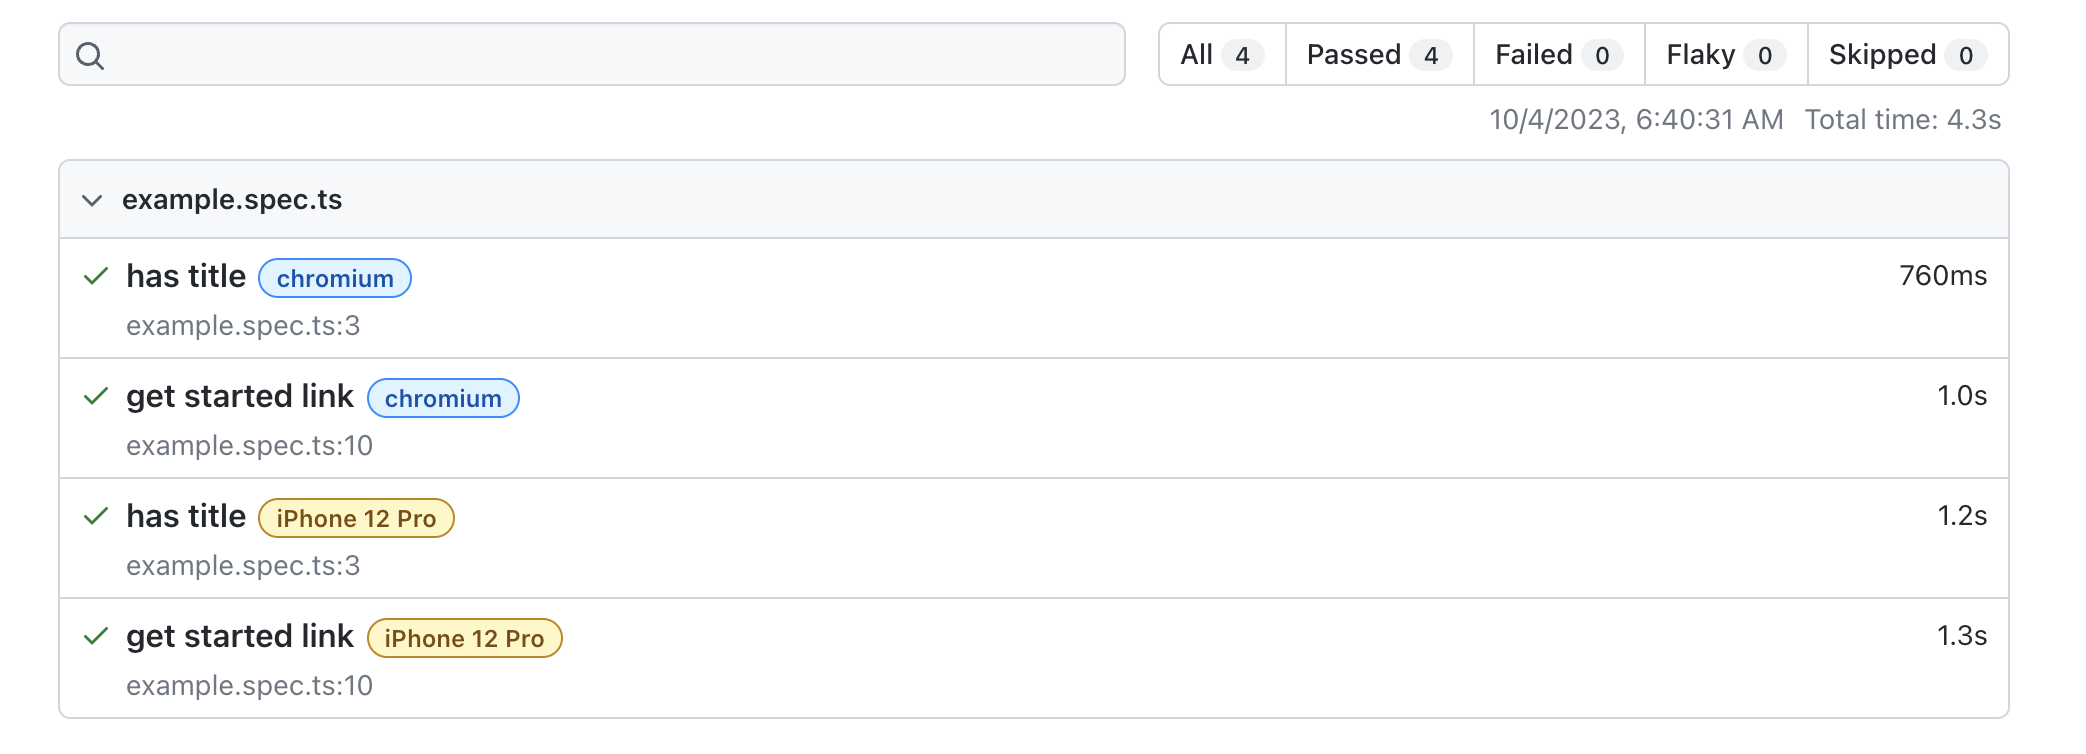 All 4 Passed 4 Failed 0 Flaky 0 Skipped 0
10/4/2023, 6:40:31 AM Total time: 4.3s
example.spec.ts
has title chromium 760ms
example.spec.ts:3
get started link chromium 1.0s
example.spec.ts:10
has title iPhone 12 Pro 1.2s
example.spec.ts:3
get started link iPhone 12 Pro 1.3s
example.spec.ts:10